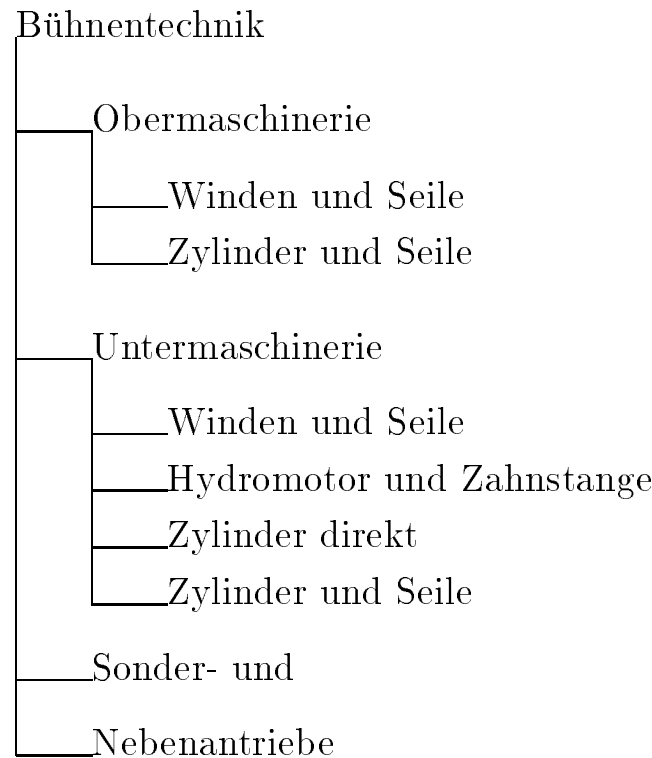 Bühnentechnik
Obermaschinerie
Winden und Seile
Zylinder und Seile
Untermaschinerie
Winden und Seile
Hydromotor und Zahnstange
Zylinder direkt
Zylinder und Seile
Sonder- und
Nebenantriebe